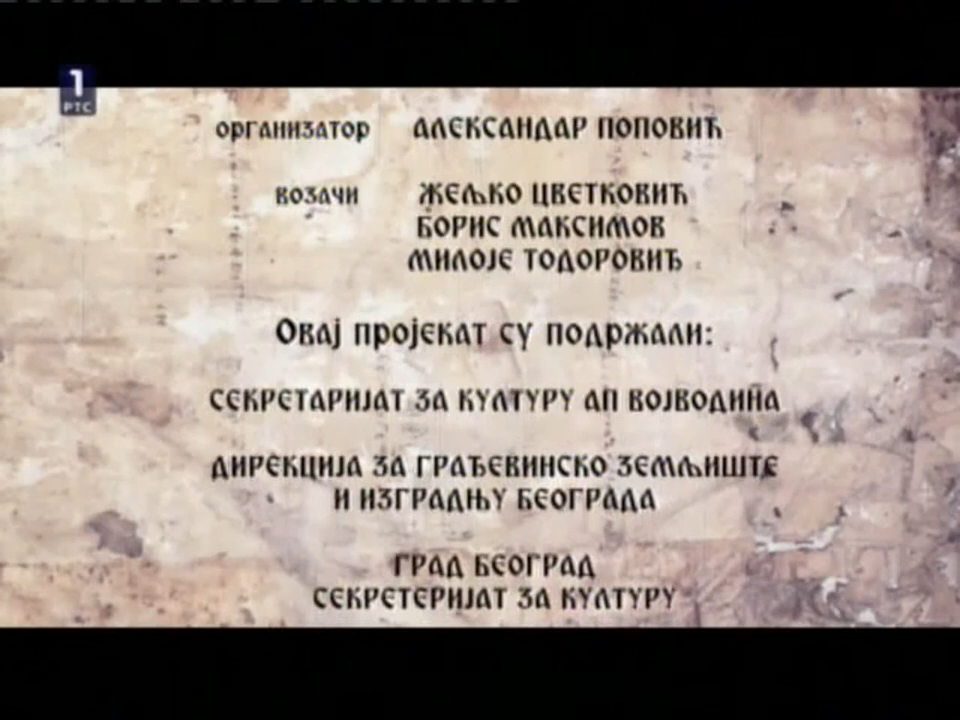 1
РТС
организатор АЛЕКСАНДАР ПОПОВИЋ
возачи ЖЕЉКО ЦВЕТКОВИЋ
БОРИС МАКСИМОВ
МИЛОЈЕ ТОДОРОВИЋ
Овај пројекат су подржали:
СЕКРЕТАРИЈАТ ЗА КУЛТУРУ АП ВОЈВОДИНА
ДИРЕКЦИЈА ЗА ГРАЂЕВИНСКО ЗЕМЉИШТЕ
И ИЗГРАДЊУ БЕОГРАДА
ГРАД БЕОГРАД
СЕКРЕТЕРИЈАТ ЗА КУЛТУРУ